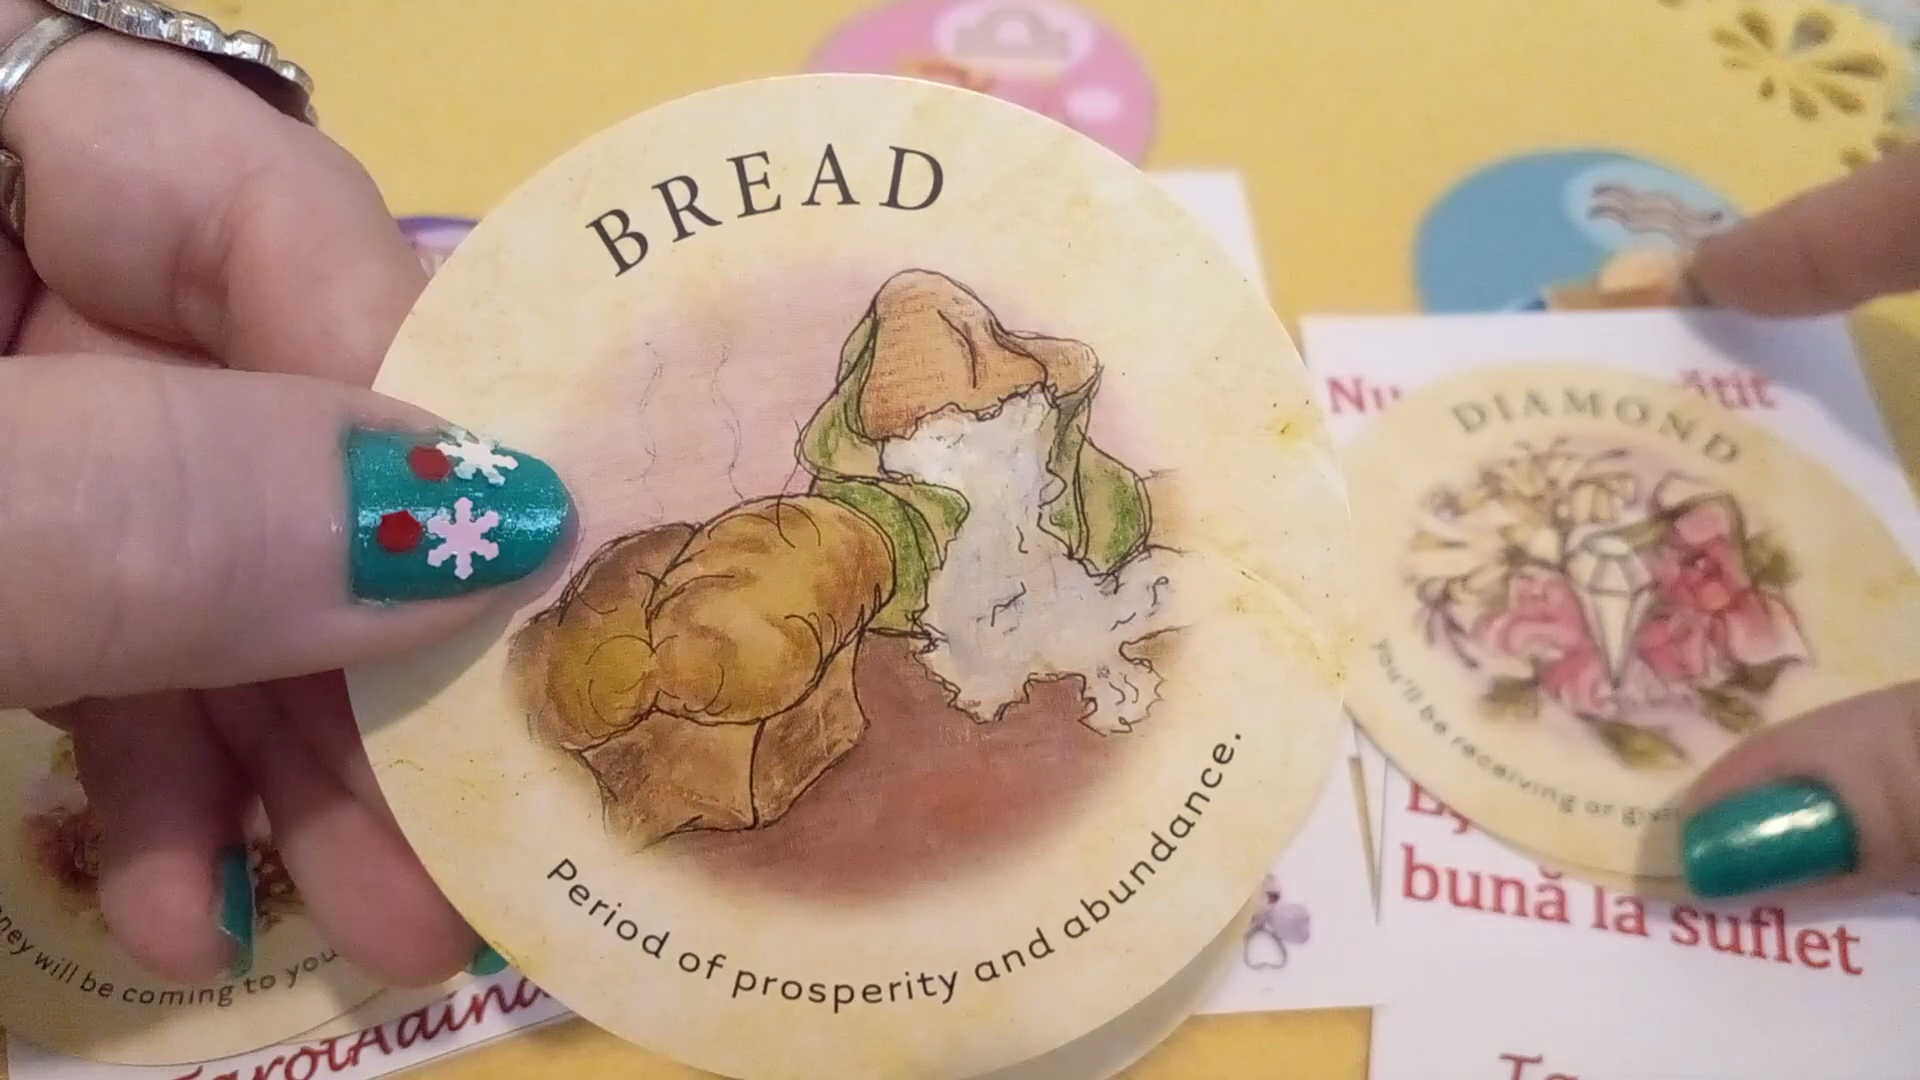 BREAD
Period of prosperity and abundance.
DIAMOND
You'll be receiving or
bună la suflet
ney will be coming to you
TarotAdina